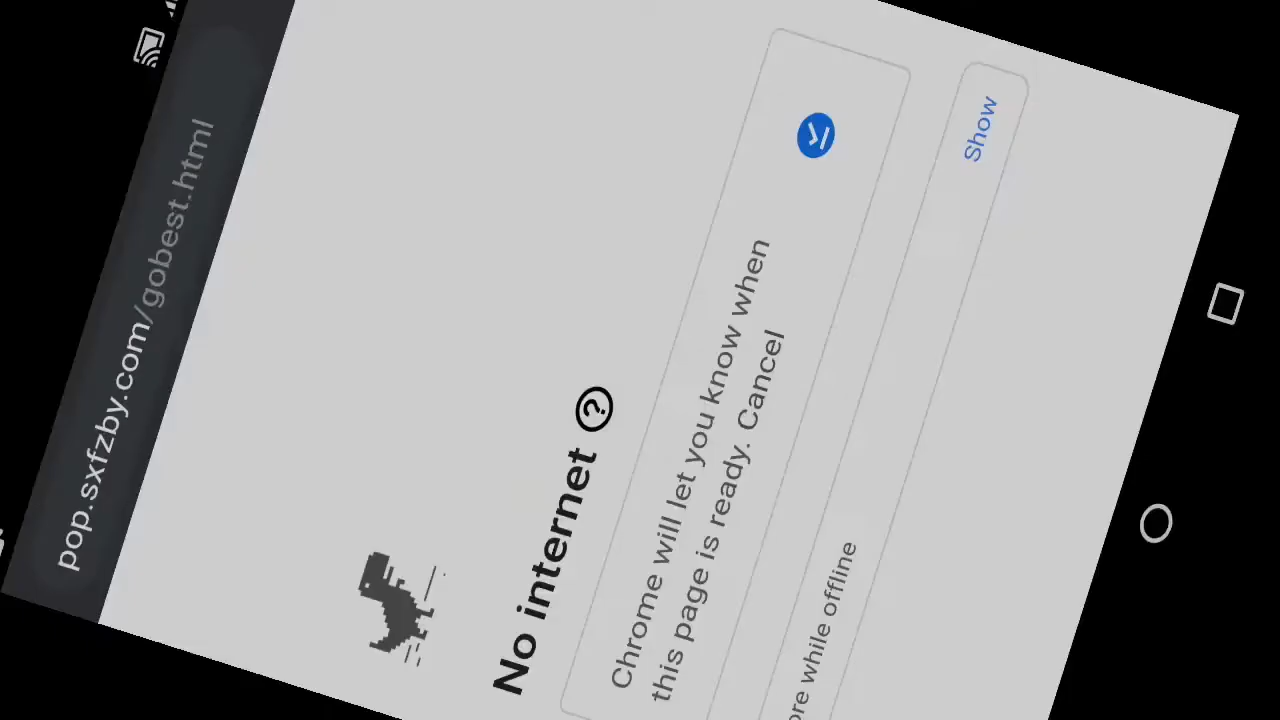 pop.sxfzby.com/gobest.html
No internet
Chrome will let you know when
this page is ready. Cancel
while offline
Show